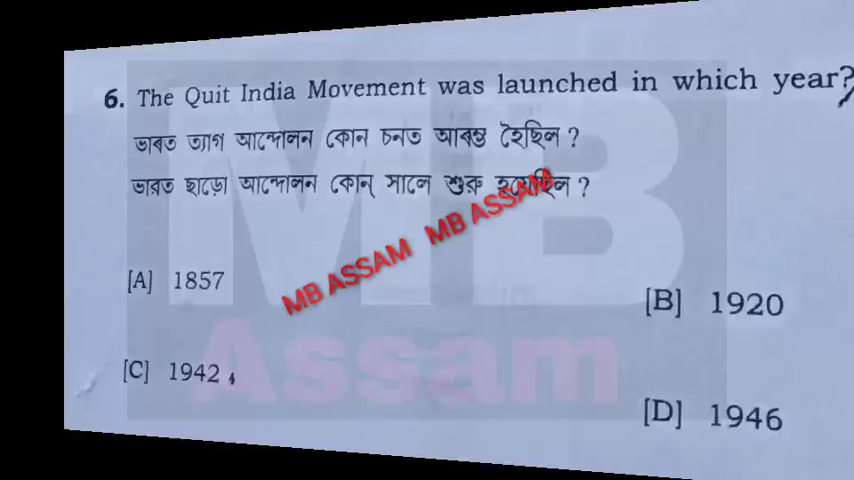 6. The Quit India Movement was launched in which year?
ভাৰত ত্যাগ আন্দোলন কোন চনত আৰম্ভ হৈছিল ?
ভারত ছাড়ো আন্দোলন কোন্ সালে শুরু হয়েছিল ?
MB ASSAM MB ASSAM
[A] 1857
[B] 1920
[C] 1942
[D] 1946
MB
Assam